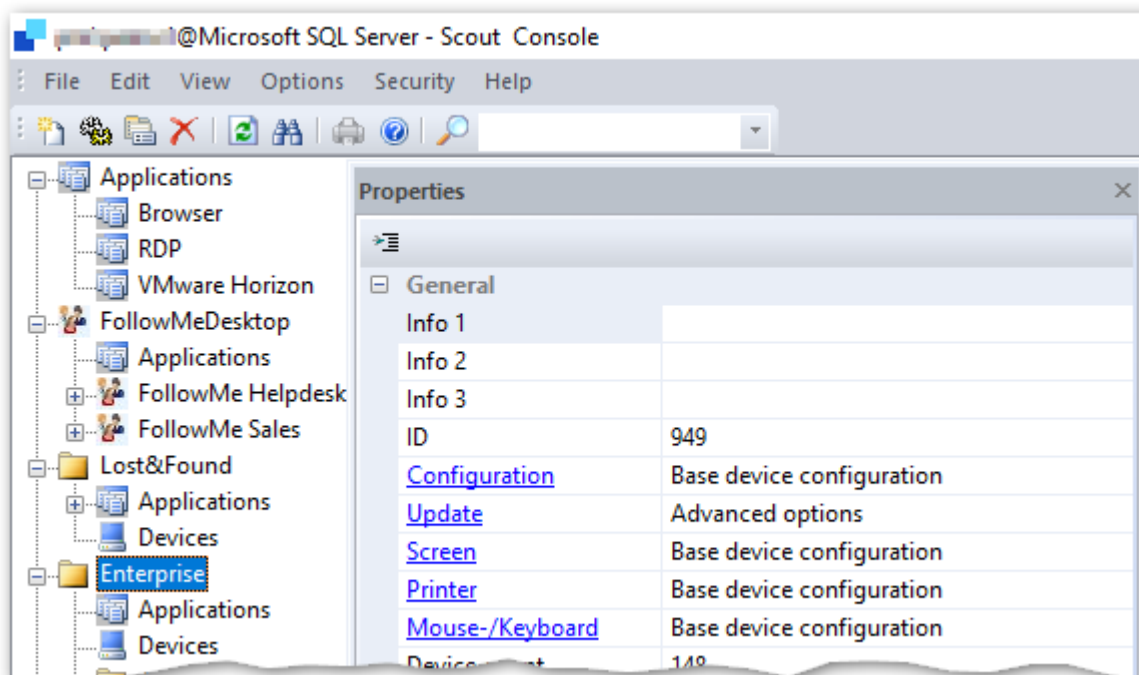 @Microsoft SQL Server - Scout Console
File Edit View Options Security Help
Applications
Browser
RDP
VMware Horizon
FollowMeDesktop
Applications
FollowMe Helpdesk
FollowMe Sales
Lost&Found
Applications
Devices
Enterprise
Applications
Devices
Properties
General
Info 1
Info 2
Info 3
ID 949
Configuration Base device configuration
Update Advanced options
Screen Base device configuration
Printer Base device configuration
Mouse-/Keyboard Base device configuration
Device 148